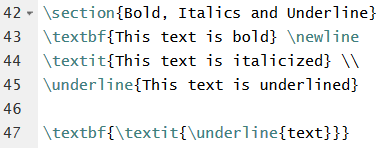 42 \section{Bold, Italics and Underline}
43 \textbf{This text is bold} \newline
44 \textit{This text is italicized} \\
45 \underline{This text is underlined}
46
47 \textbf{\textit{\underline{text}}}